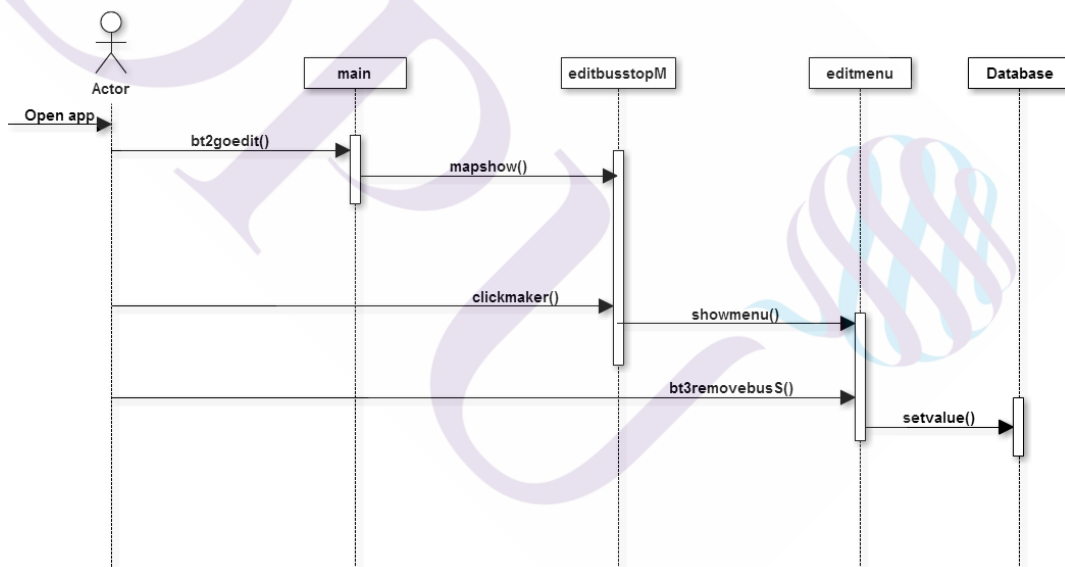 Actor
main
editbusstopM
editmenu
Database
Open app
bt2goedit()
mapshow()
clickmaker()
showmenu()
bt3removebusS()
setvalue()